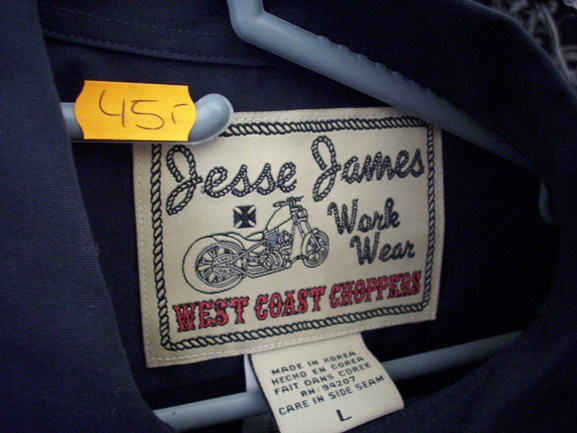 45:-
Jesse James
Work
Wear
WEST COAST CHOPPERS
MADE IN KOREA
HECHO EN COREA
FAIT DANS COREE
RN: 94207
CARE IN SIDE SEAM
L